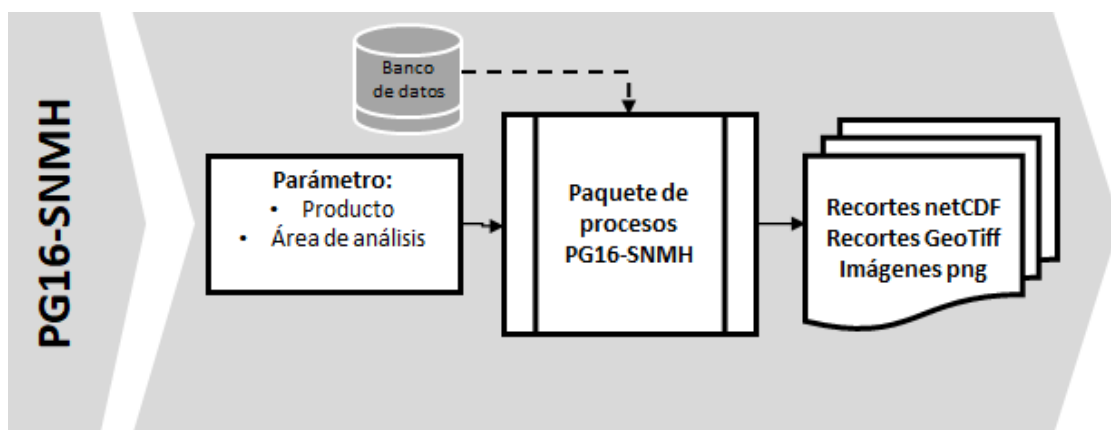 PG16-SNMH
Banco
de datos
Parámetro:
• Producto
• Área de análisis
Paquete de
procesos
PG16-SNMH
Recortes netCDF
Recortes GeoTiff
Imágenes png